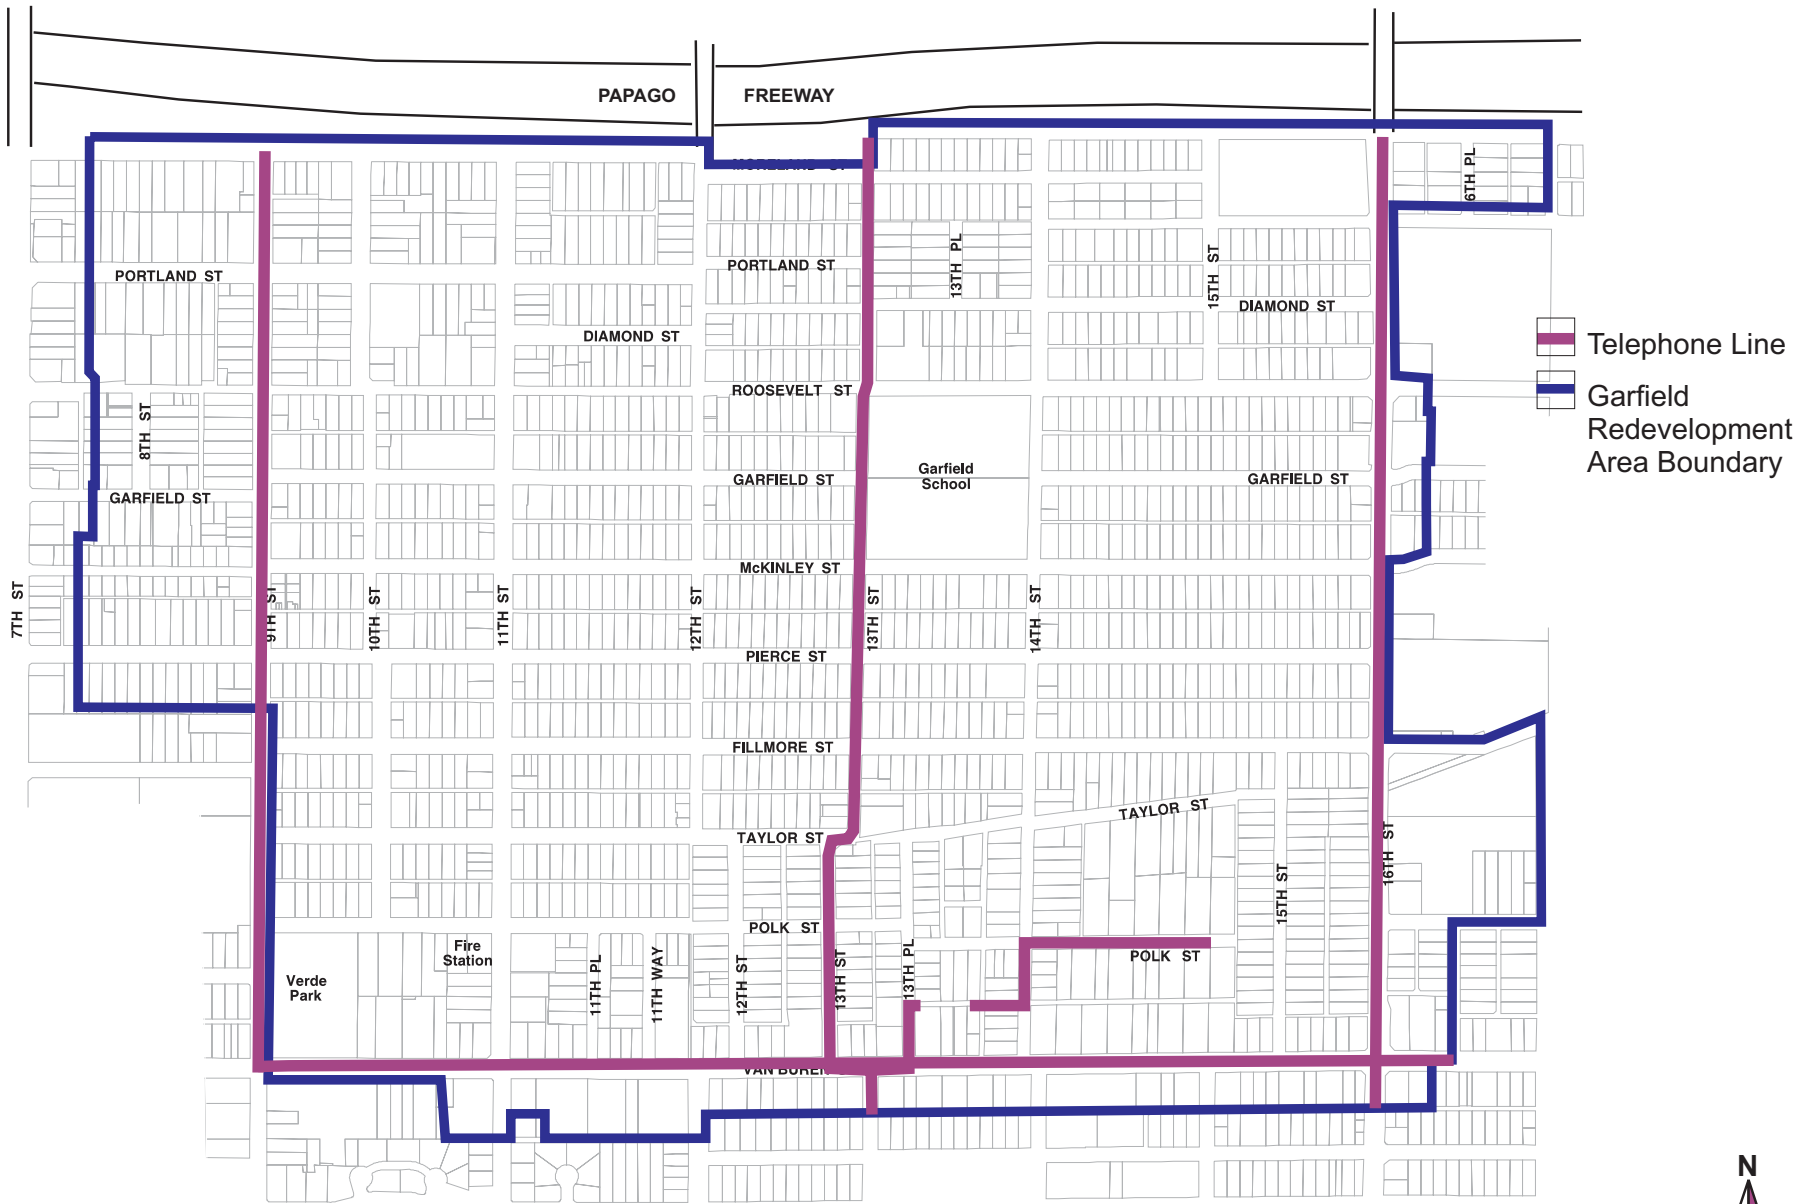 PAPAGO FREEWAY
MORELAND ST
6TH PL
PORTLAND ST
PORTLAND ST
13TH PL
15TH ST
DIAMOND ST
DIAMOND ST
Telephone Line
ROOSEVELT ST
Garfield
Redevelopment
Area Boundary
8TH ST
GARFIELD ST
GARFIELD ST
Garfield
School
GARFIELD ST
McKINLEY ST
7TH ST
9TH ST
10TH ST
11TH ST
12TH ST
13TH ST
14TH ST
PIERCE ST
FILLMORE ST
TAYLOR ST
TAYLOR ST
16TH ST
15TH ST
POLK ST
Fire
Station
Verde
Park
11TH PL
11TH WAY
12TH ST
13TH ST
13TH PL
POLK ST
VAN BUREN
N